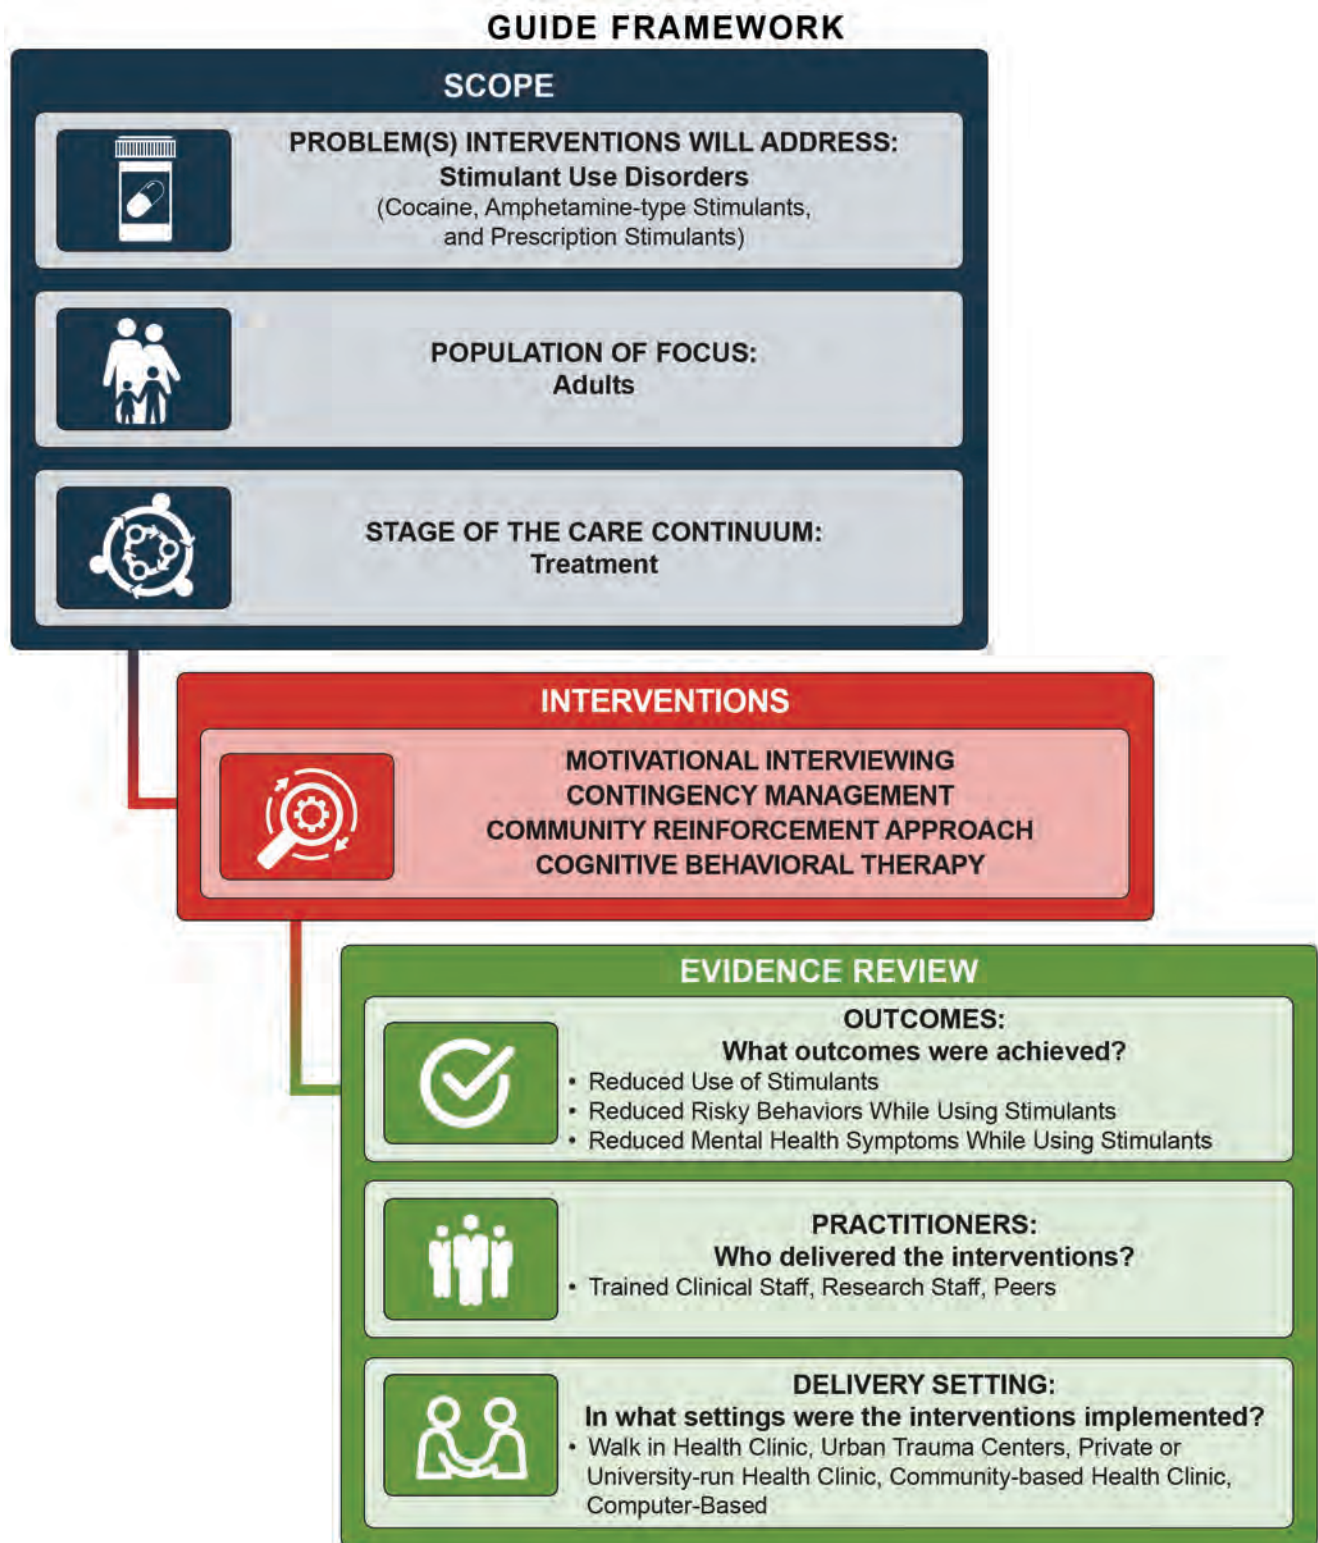 GUIDE FRAMEWORK
SCOPE
PROBLEM(S) INTERVENTIONS WILL ADDRESS:
Stimulant Use Disorders
(Cocaine, Amphetamine-type Stimulants,
and Prescription Stimulants)
POPULATION OF FOCUS:
Adults
STAGE OF THE CARE CONTINUUM:
Treatment
INTERVENTIONS
MOTIVATIONAL INTERVIEWING
CONTINGENCY MANAGEMENT
COMMUNITY REINFORCEMENT APPROACH
COGNITIVE BEHAVIORAL THERAPY
EVIDENCE REVIEW
OUTCOMES:
What outcomes were achieved?
• Reduced Use of Stimulants
• Reduced Risky Behaviors While Using Stimulants
• Reduced Mental Health Symptoms While Using Stimulants
PRACTITIONERS:
Who delivered the interventions?
• Trained Clinical Staff, Research Staff, Peers
DELIVERY SETTING:
In what settings were the interventions implemented?
• Walk in Health Clinic, Urban Trauma Centers, Private or
University-run Health Clinic, Community-based Health Clinic,
Computer-Based